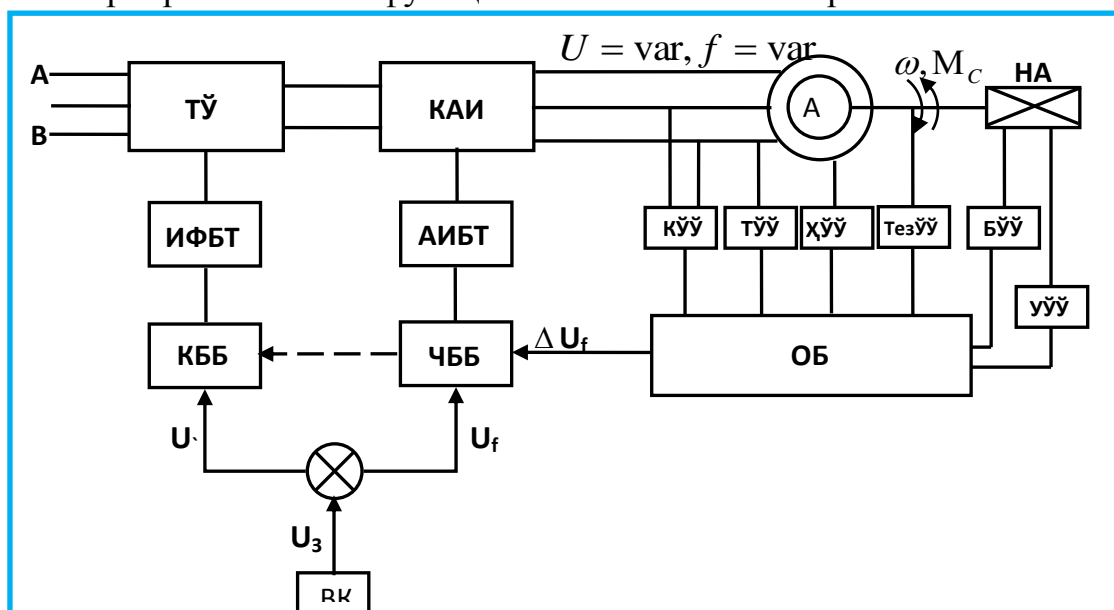 U = var, f = var
ω, M_C
НА
А
В
ТЎ
КАИ
А
ИФБТ
АИБТ
КЎЎ
ТЎЎ
ҲЎЎ
ТезЎЎ
БЎЎ
УЎЎ
КББ
ЧББ
Δ U_f
ОБ
U`
U_f
U_З
ВК